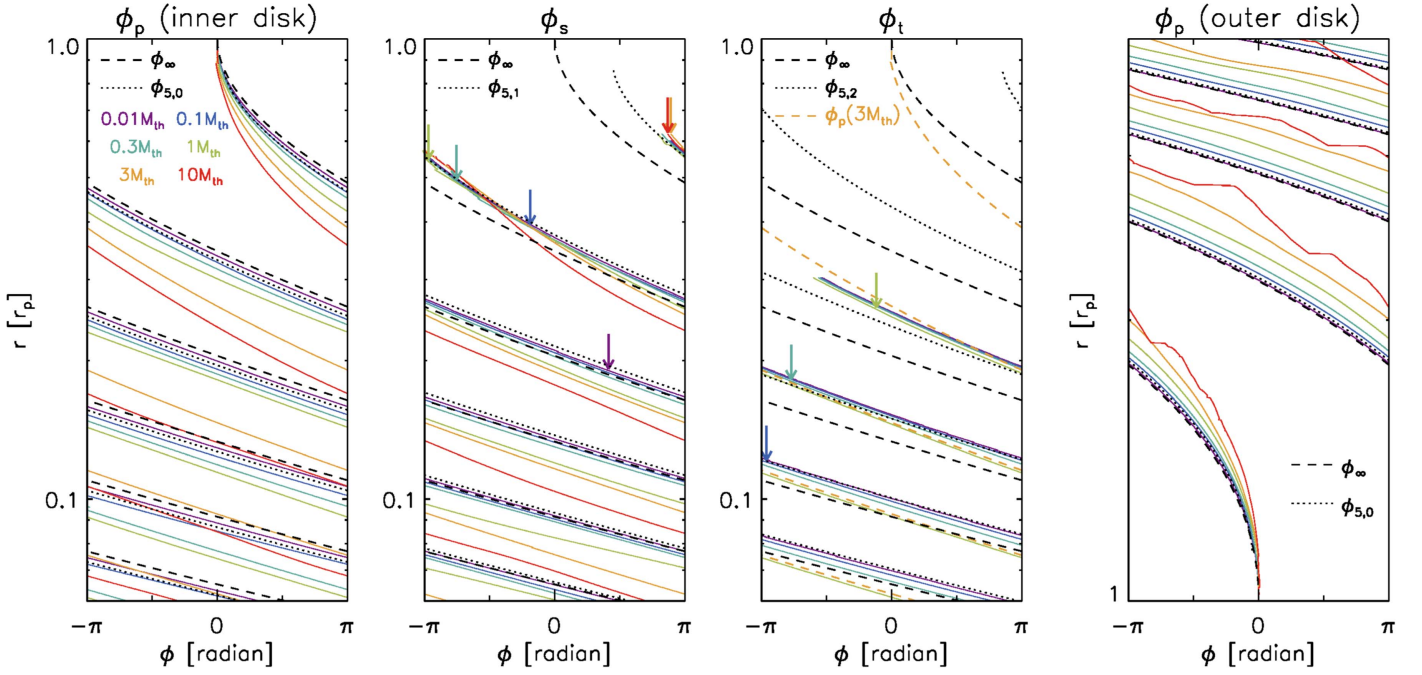 ϕp (inner disk)
ϕs
ϕt
ϕp (outer disk)
1.0
ϕ∞
ϕ5,0
0.01Mth 0.1Mth
0.3Mth 1Mth
3Mth 10Mth
0.1
r [rp]
−π 0 π
ϕ [radian]
1.0
ϕ∞
ϕ5,1
0.1
−π 0 π
ϕ [radian]
1.0
ϕ∞
ϕ5,2
ϕp(3Mth)
0.1
−π 0 π
ϕ [radian]
r [rp]
ϕ∞
ϕ5,0
1
−π 0 π
ϕ [radian]